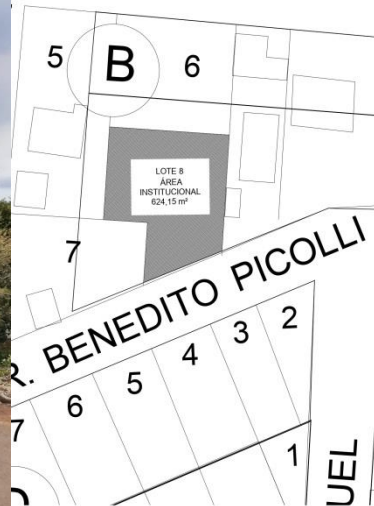 5
B
6
LOTE 8
ÁREA
INSTITUCIONAL
624,15 m²
7
R. BENEDITO PICOLLI
2
3
4
5
6
7
1
UEL